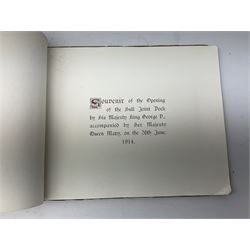 Souvenir of the Opening
of the Hull Joint Dock
by His Majesty King George V.,
accompanied by Her Majesty
Queen Mary, on the 26th June,
1914.